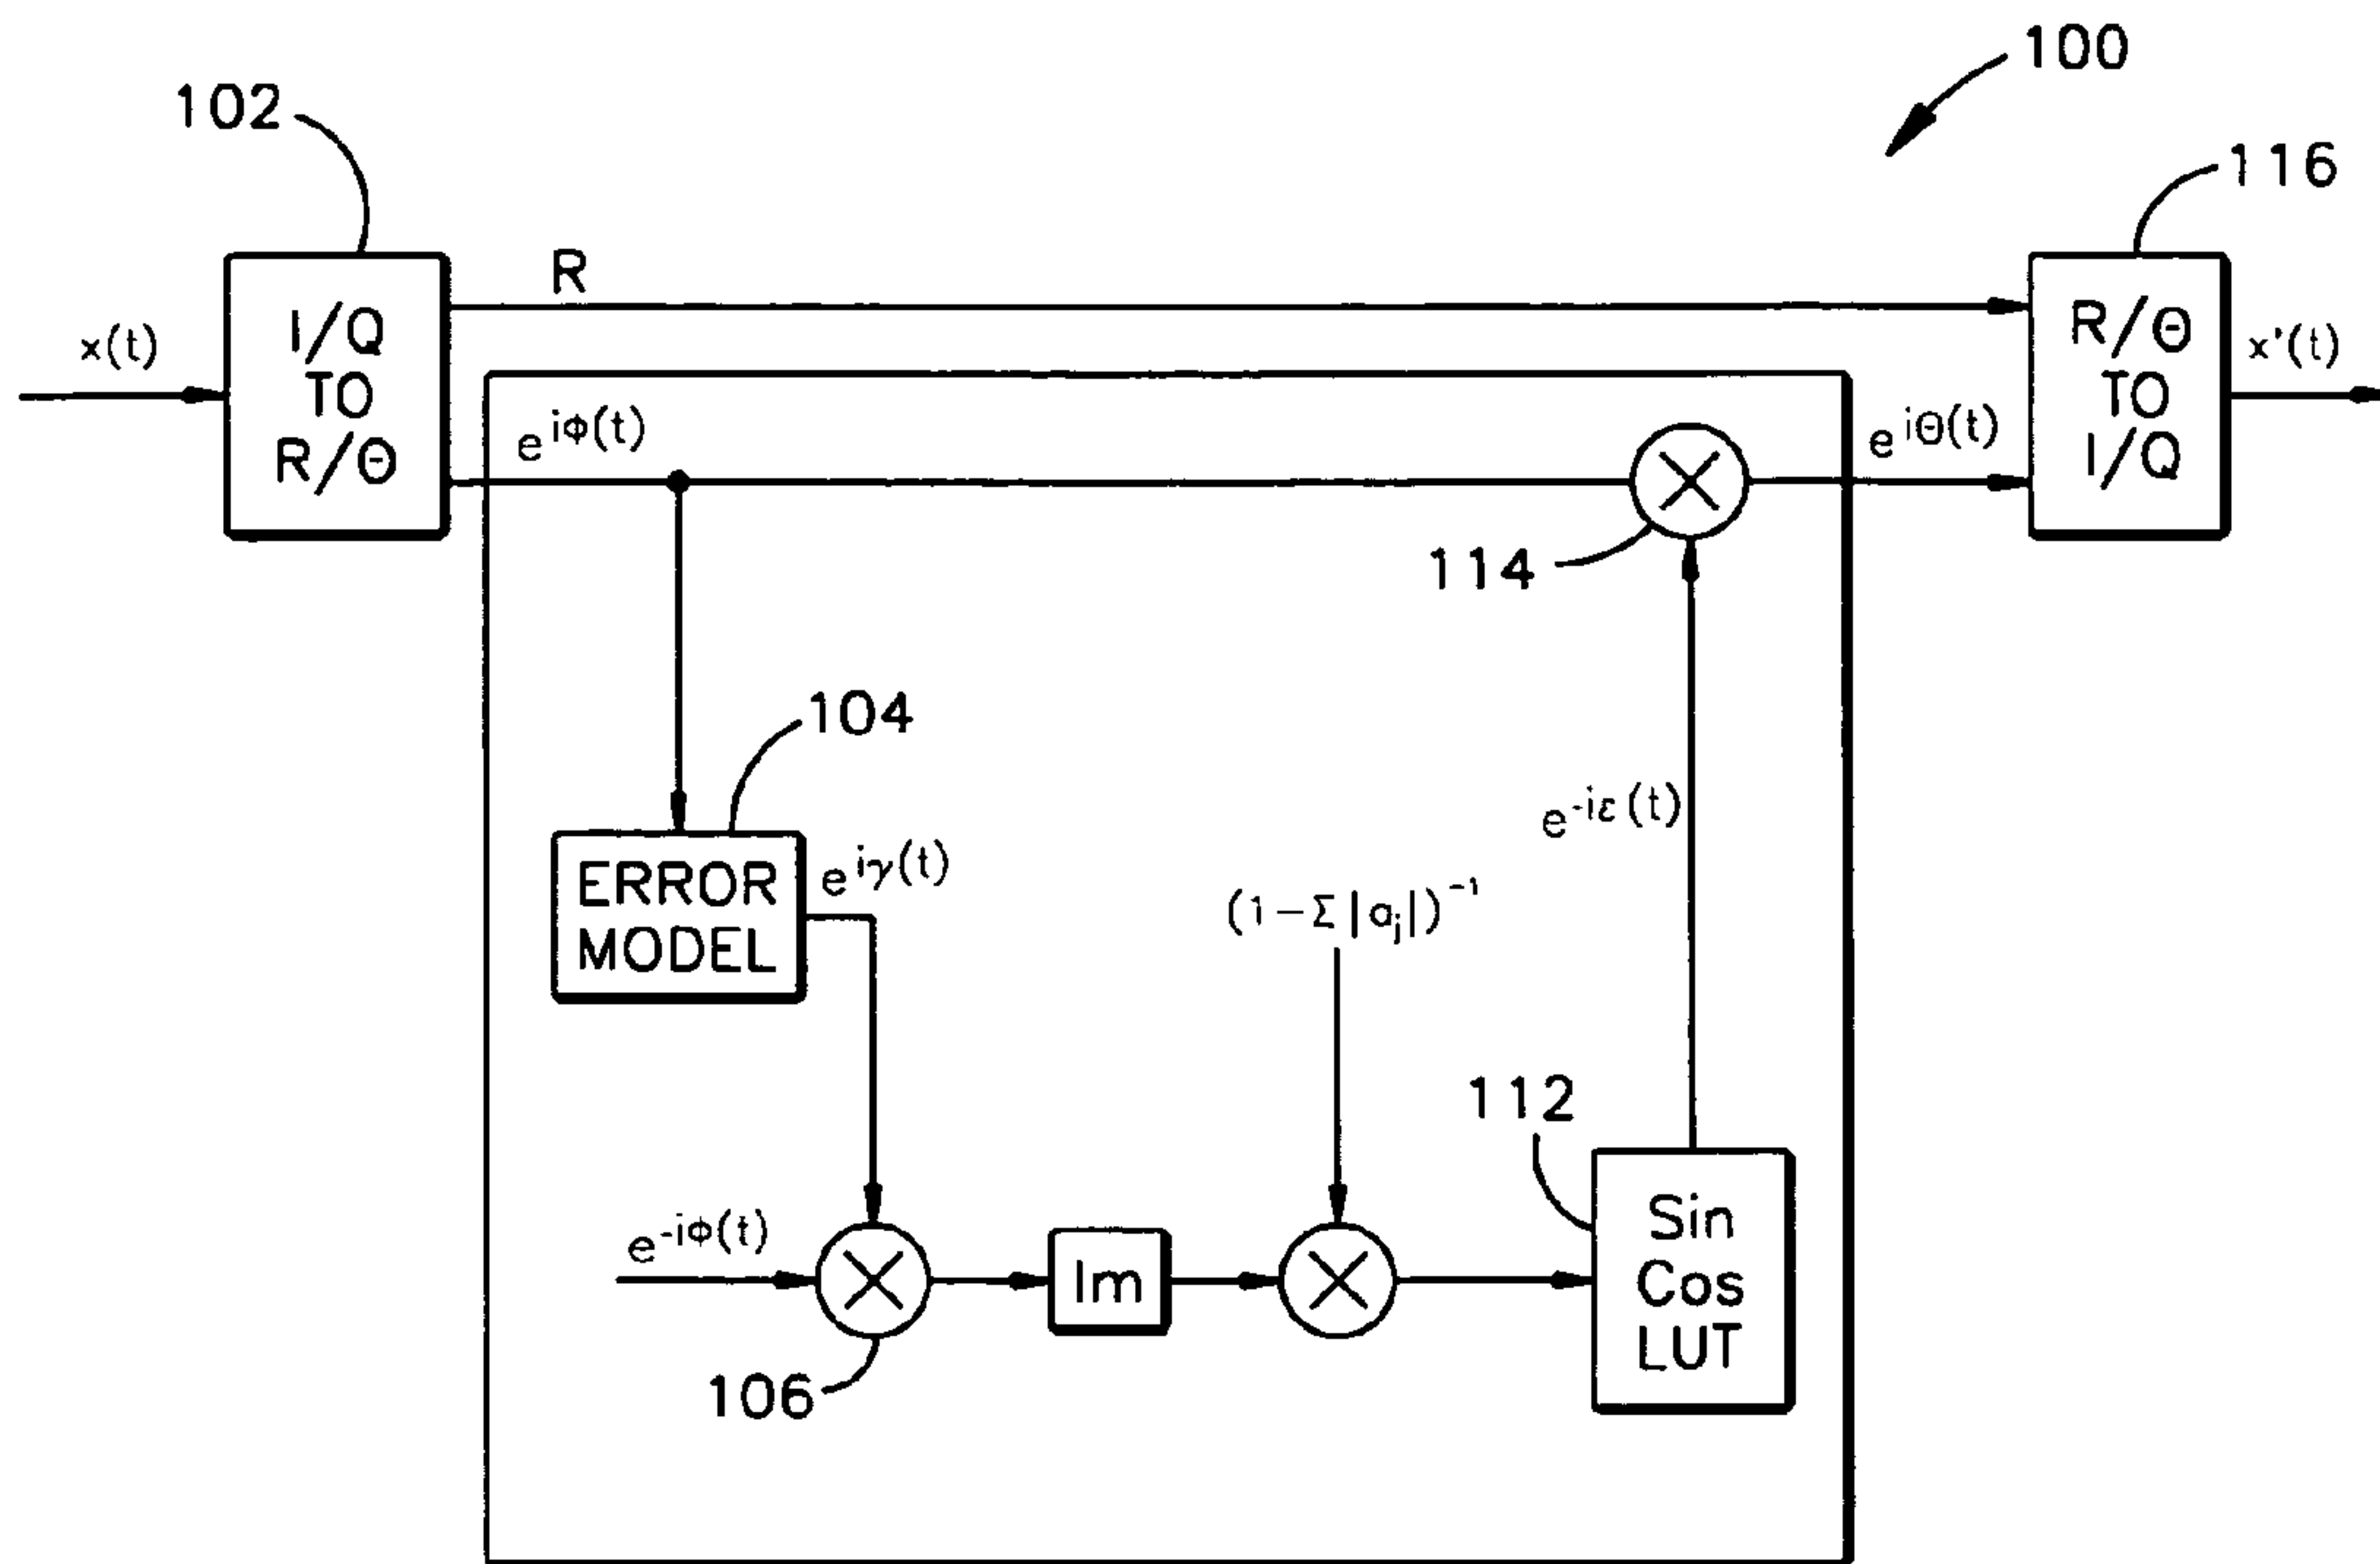 100
102
116
R
I/Q
TO
R/Θ
x(t)
R/Θ
TO
I/Q
x'(t)
e^iφ(t)
e^iΘ(t)
114
104
ERROR
MODEL
e^iγ(t)
e^-iε(t)
(1-Σ|a_j|)^-1
112
Sin
Cos
LUT
e^-iφ(t)
Im
106